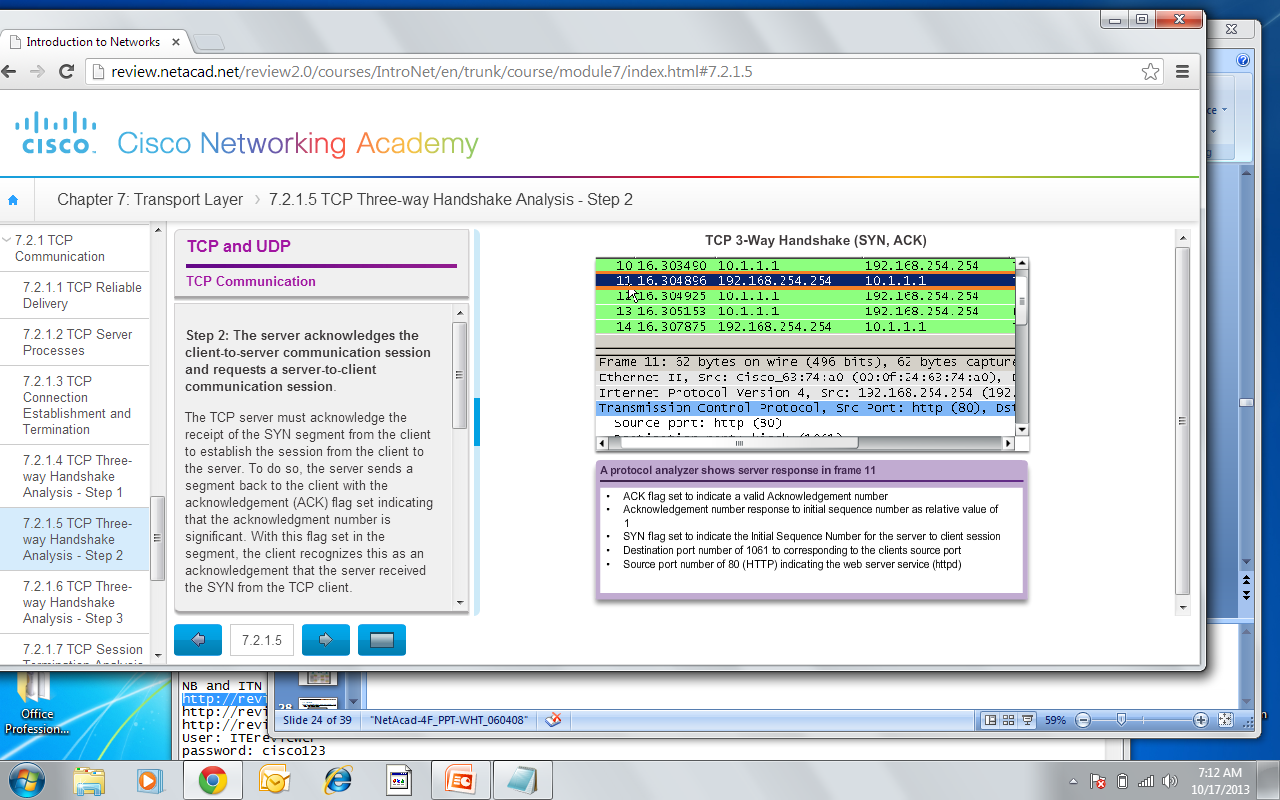 Introduction to Networks
review.netacad.net/review2.0/courses/IntroNet/en/trunk/course/module7/index.html#7.2.1.5
CISCO
Cisco Networking Academy
Chapter 7: Transport Layer
7.2.1.5 TCP Three-way Handshake Analysis - Step 2
7.2.1 TCP
Communication
7.2.1.1 TCP Reliable
Delivery
7.2.1.2 TCP Server
Processes
7.2.1.3 TCP
Connection
Establishment and
Termination
7.2.1.4 TCP Three-
way Handshake
Analysis - Step 1
7.2.1.5 TCP Three-
way Handshake
Analysis - Step 2
7.2.1.6 TCP Three-
way Handshake
Analysis - Step 3
7.2.1.7 TCP Session
Termination Analysis
TCP and UDP
TCP Communication
Step 2: The server acknowledges the
client-to-server communication session
and requests a server-to-client
communication session.
The TCP server must acknowledge the
receipt of the SYN segment from the client
to establish the session from the client to
the server. To do so, the server sends a
segment back to the client with the
acknowledgement (ACK) flag set indicating
that the acknowledgment number is
significant. With this flag set in the
segment, the client recognizes this as an
acknowledgement that the server received
the SYN from the TCP client.
7.2.1.5
TCP 3-Way Handshake (SYN, ACK)
10 16.303490 10.1.1.1 192.168.254.254
11 16.304896 192.168.254.254 10.1.1.1
12 16.304925 10.1.1.1 192.168.254.254
13 16.305153 10.1.1.1 192.168.254.254
14 16.307875 192.168.254.254 10.1.1.1
Frame 11: 62 bytes on wire (496 bits), 62 bytes capture
Ethernet II, Src: Cisco_63:74:a0 (00:0f:24:63:74:a0), D
Internet Protocol Version 4, Src: 192.168.254.254 (192.
Transmission Control Protocol, Src Port: http (80), Dst
Source port: http (80)
A protocol analyzer shows server response in frame 11
• ACK flag set to indicate a valid Acknowledgement number
• Acknowledgement number response to initial sequence number as relative value of
1
• SYN flag set to indicate the Initial Sequence Number for the server to client session
• Destination port number of 1061 to corresponding to the clients source port
• Source port number of 80 (HTTP) indicating the web server service (httpd)
Office
Profession...
NB and ITN
http://revi
http://revi
http://revi
User: ITEreviewer
password: cisco123
28
Slide 24 of 39
"NetAcad-4F_PPT-WHT_060408"
59%
7:12 AM
10/17/2013